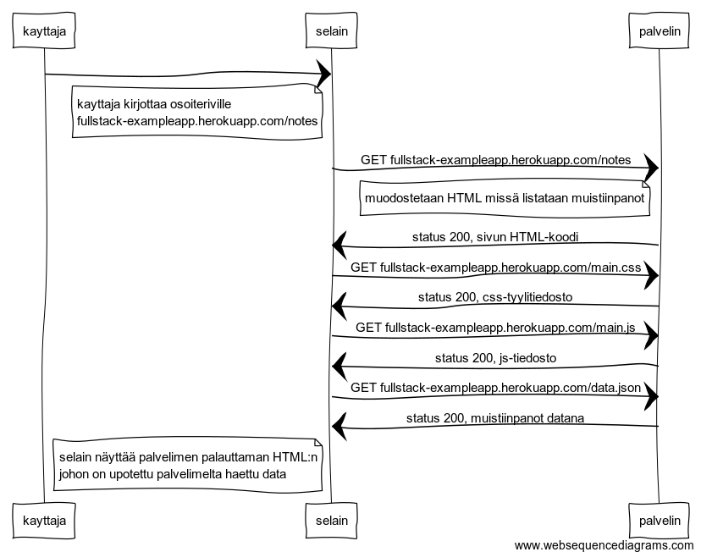 kayttaja
selain
palvelin
kayttaja kirjottaa osoiteriville
fullstack-exampleapp.herokuapp.com/notes
GET fullstack-exampleapp.herokuapp.com/notes
muodostetaan HTML missä listataan muistiinpanot
status 200, sivun HTML-koodi
GET fullstack-exampleapp.herokuapp.com/main.css
status 200, css-tyylitiedosto
GET fullstack-exampleapp.herokuapp.com/main.js
status 200, js-tiedosto
GET fullstack-exampleapp.herokuapp.com/data.json
status 200, muistiinpanot datana
selain näyttää palvelimen palauttaman HTML:n
johon on upotettu palvelimelta haettu data
kayttaja
selain
palvelin
www.websequencediagrams.com